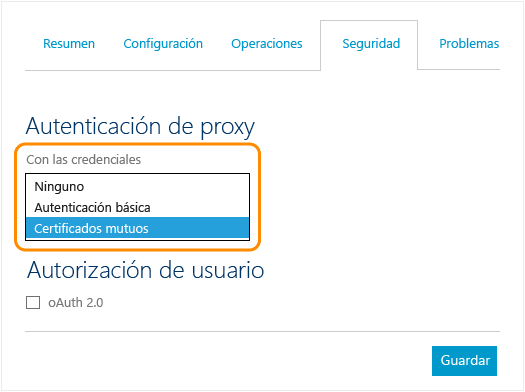 Resumen Configuración Operaciones Seguridad Problemas
Autenticación de proxy
Con las credenciales
Ninguno
Autenticación básica
Certificados mutuos
Autorización de usuario
oAuth 2.0
Guardar